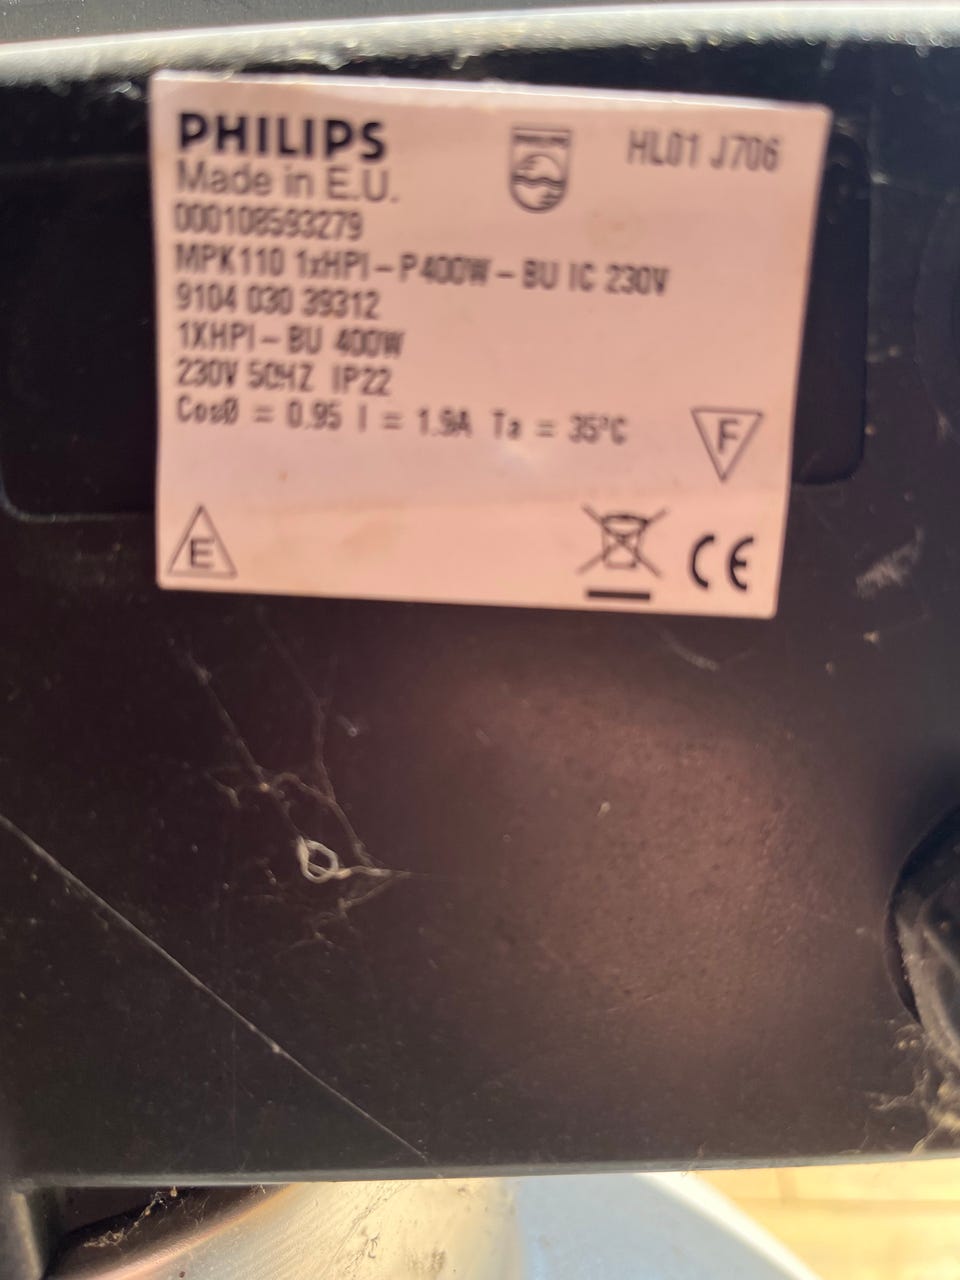 PHILIPS
HL01 J706
Made in E.U.
000108593279
MPK110 1xHPI-P400W-BU IC 230V
9104 030 39312
1XHPI-BU 400W
230V 50HZ IP22
CosØ = 0.95 I = 1.9A Ta = 35°C
F
E
CE